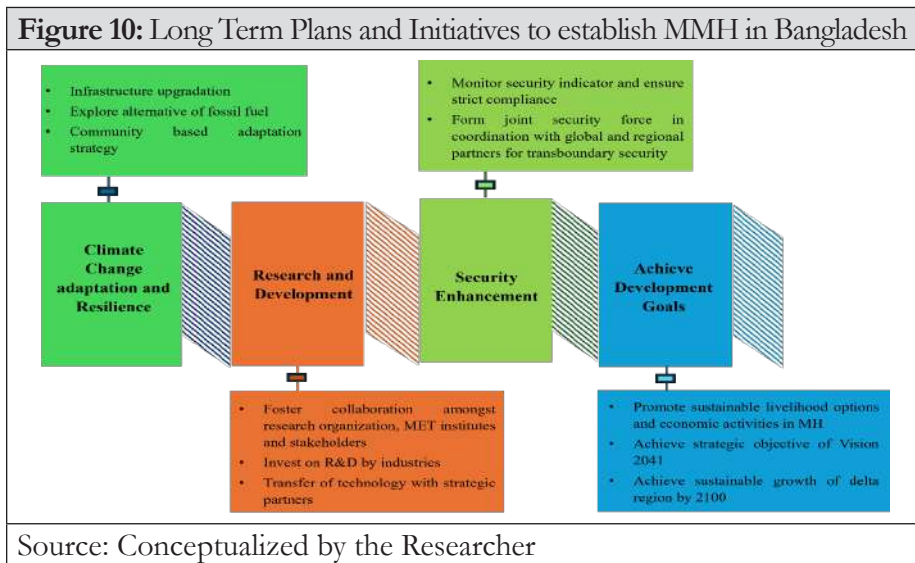 Figure 10: Long Term Plans and Initiatives to establish MMH in Bangladesh
• Infrastructure upgradation
• Explore alternative of fossil fuel
• Community based adaptation
strategy
• Monitor security indicator and ensure
strict compliance
• Form joint security force in
coordination with global and regional
partners for transboundary security
Climate
Change
adaptation and
Resilience
Research and
Development
Security
Enhancement
Achieve
Development
Goals
• Foster collaboration amongst
research organization, MET institutes
and stakeholders
• Invest on R&D by industries
• Transfer of technology with strategic
partners
• Promote sustainable livelihood options
and economic activities in MH
• Achieve strategic objective of Vision
2041
• Achieve sustainable growth of delta
region by 2100
Source: Conceptualized by the Researcher